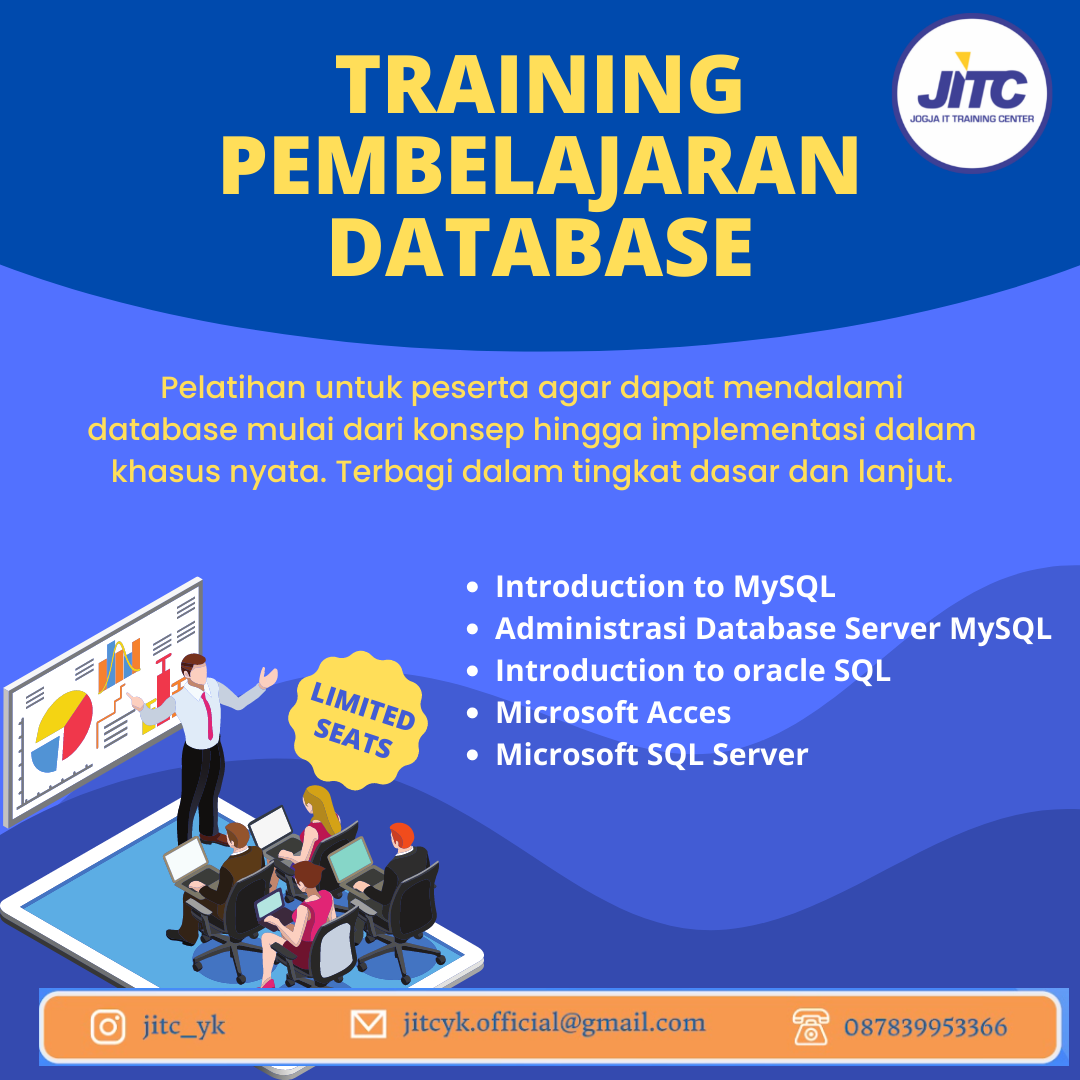 TRAINING
PEMBELAJARAN
DATABASE
JITC
JOGJA IT TRAINING CENTER
Pelatihan untuk peserta agar dapat mendalami
database mulai dari konsep hingga implementasi dalam
khasus nyata. Terbagi dalam tingkat dasar dan lanjut.
• Introduction to MySQL
• Administrasi Database Server MySQL
• Introduction to oracle SQL
• Microsoft Acces
• Microsoft SQL Server
LIMITED
SEATS
jitc_yk
jitcyk.official@gmail.com
087839953366